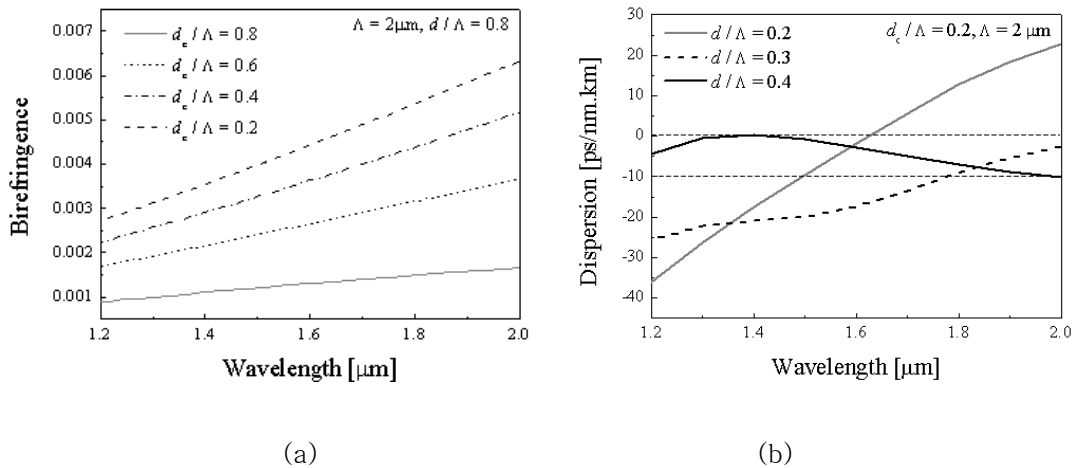 Λ = 2μm, d / Λ = 0.8
d_c / Λ = 0.8
d_c / Λ = 0.6
d_c / Λ = 0.4
d_c / Λ = 0.2
0.007
0.006
0.005
0.004
0.003
0.002
0.001
Birefringence
1.2 1.4 1.6 1.8 2.0
Wavelength [μm]
(a)
d_c / Λ = 0.2, Λ = 2 μm
d / Λ = 0.2
d / Λ = 0.3
d / Λ = 0.4
30
20
10
0
-10
-20
-30
-40
Dispersion [ps/nm.km]
1.2 1.4 1.6 1.8 2.0
Wavelength [μm]
(b)